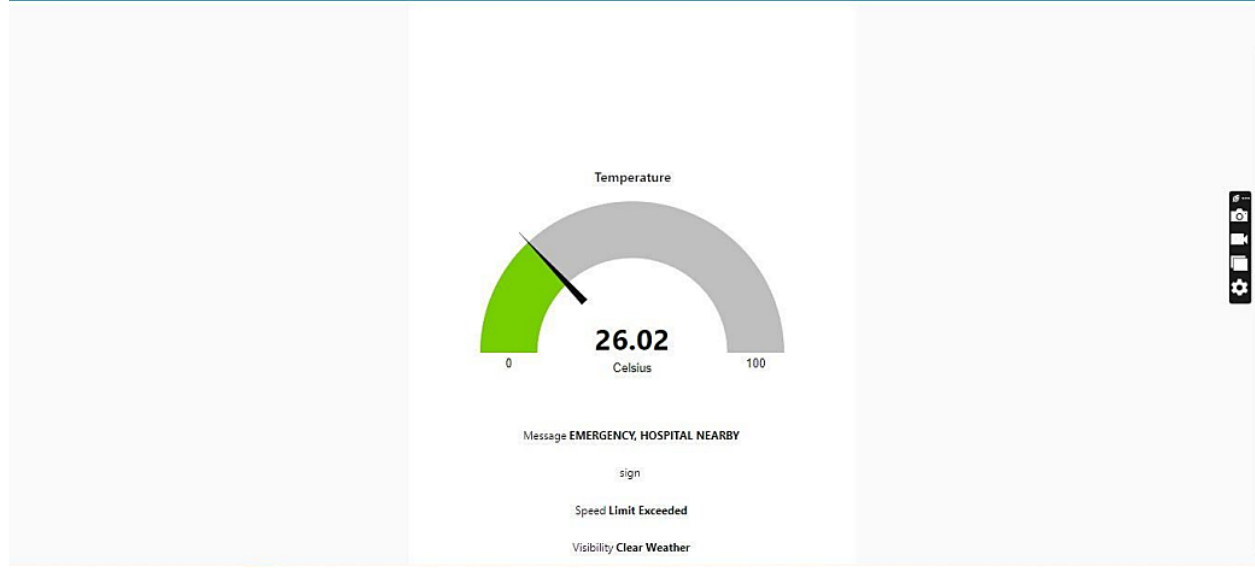 Temperature
26.02
0
Celsius
100
Message EMERGENCY, HOSPITAL NEARBY
sign
Speed Limit Exceeded
Visibility Clear Weather